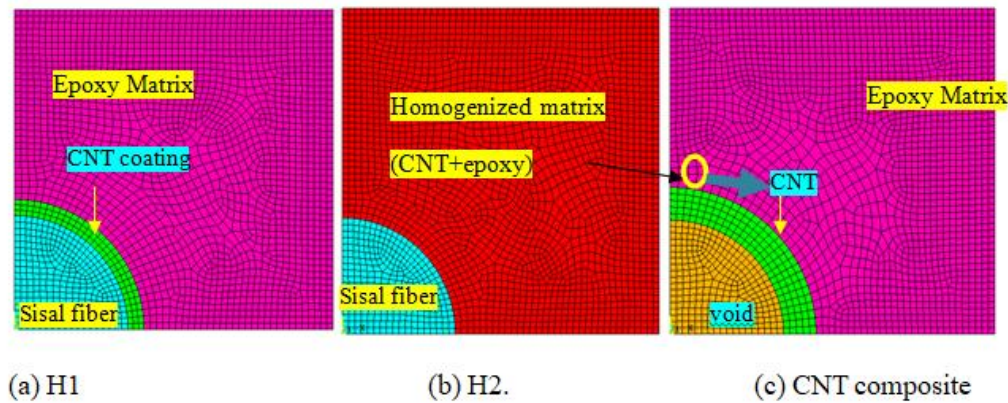 Epoxy Matrix
CNT coating
Sisal fiber
Homogenized matrix
(CNT+epoxy)
Sisal fiber
Epoxy Matrix
CNT
void
(a) H1
(b) H2.
(c) CNT composite